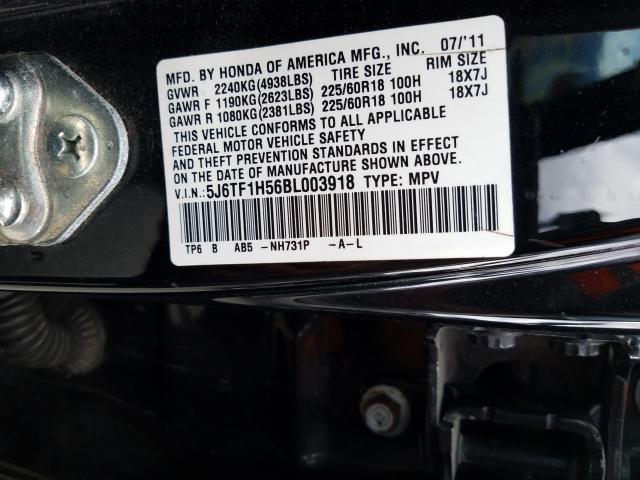 MFD. BY HONDA OF AMERICA MFG., INC. 07/'11
GVWR 2240KG(4938LBS) TIRE SIZE RIM SIZE
GAWR F 1190KG(2623LBS) 225/60R18 100H 18X7J
GAWR R 1080KG(2381LBS) 225/60R18 100H 18X7J
THIS VEHICLE CONFORMS TO ALL APPLICABLE
FEDERAL MOTOR VEHICLE SAFETY
AND THEFT PREVENTION STANDARDS IN EFFECT
ON THE DATE OF MANUFACTURE SHOWN ABOVE.
V.I.N.: 5J6TF1H56BL003918 TYPE: MPV
TP6 B AB5 -NH731P -A-L